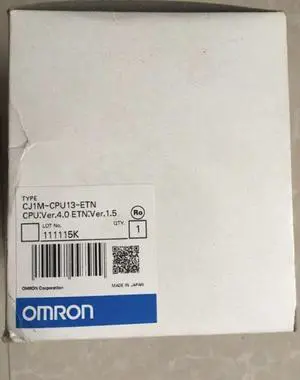 TYPE
CJ1M-CPU13-ETN
CPU:Ver.4.0 ETN:Ver.1.5
Ro
LOT No.
QTY.
111115K
1
OMRON Corporation
MADE IN JAPAN
OMRON